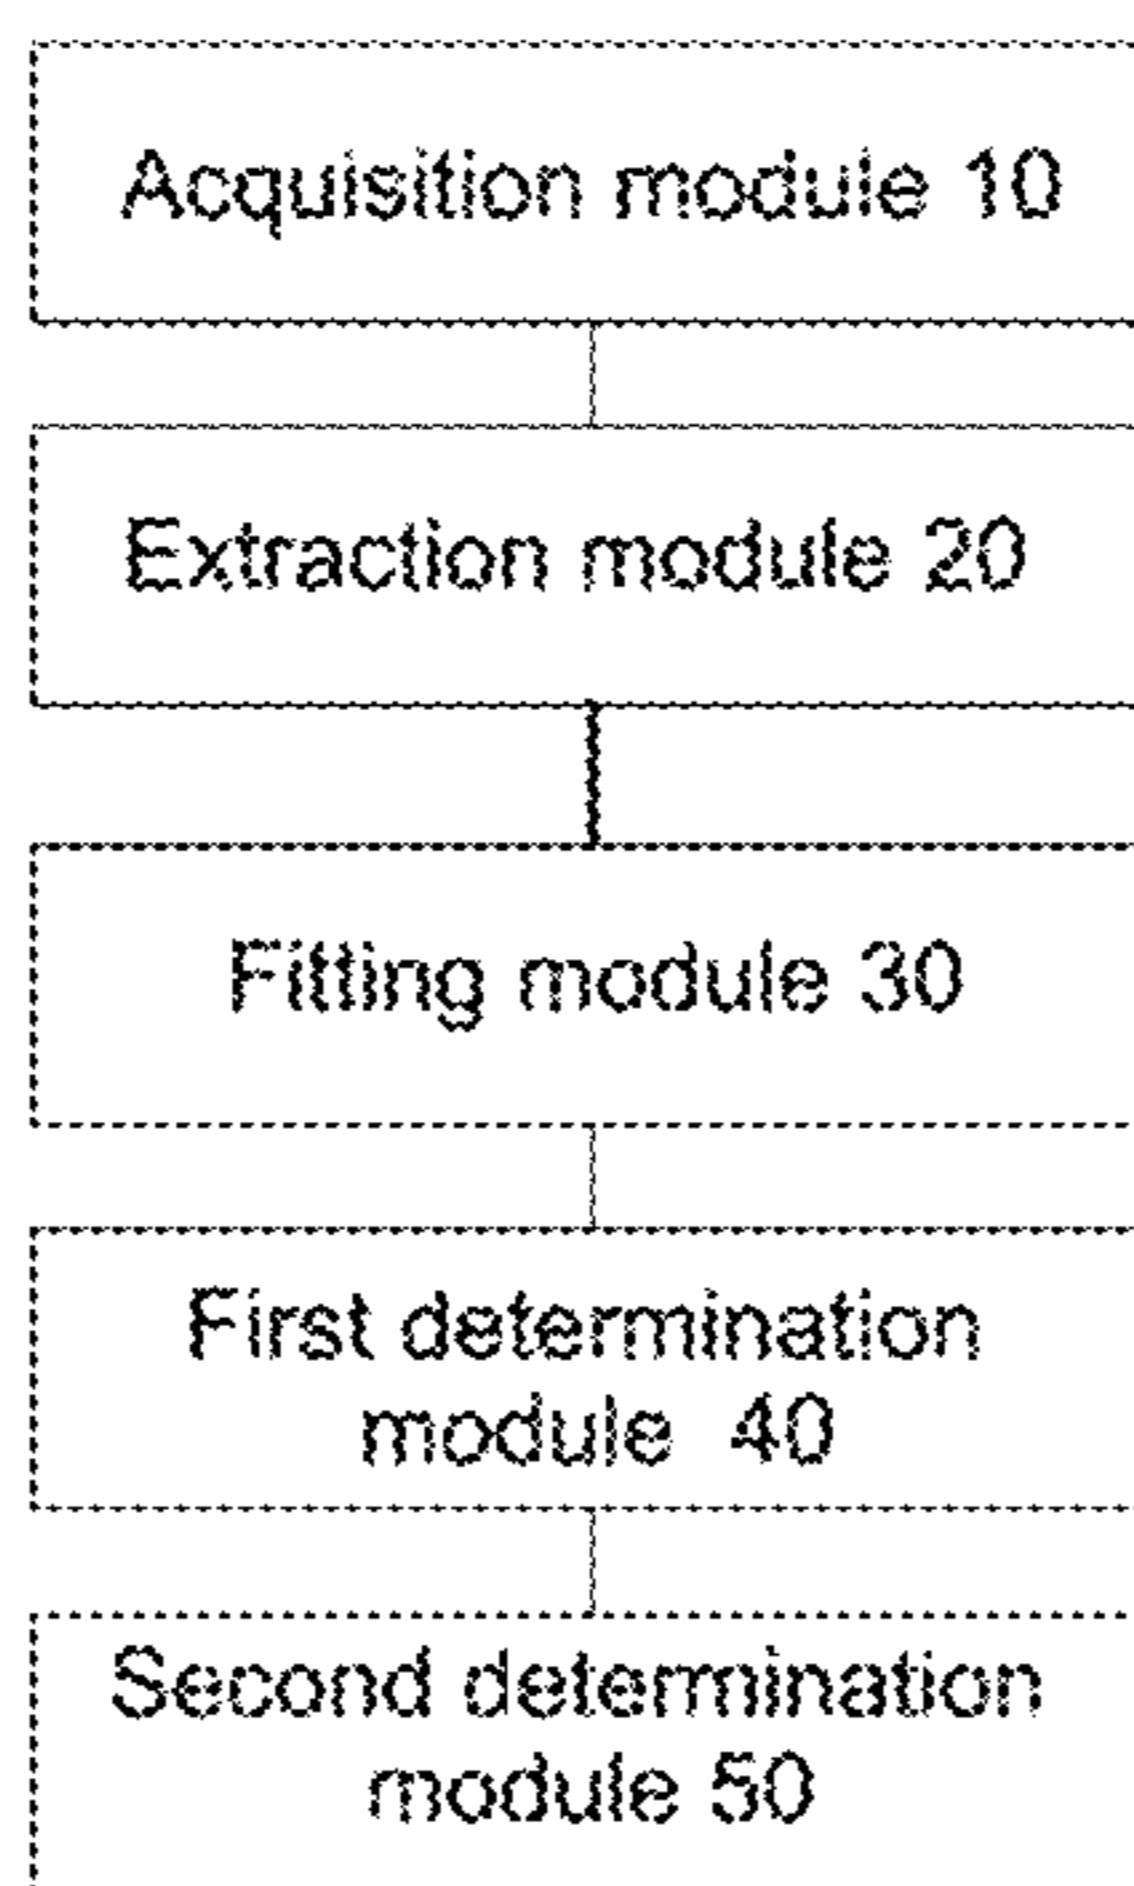 Acquisition module 10
Extraction module 20
Fitting module 30
First determination
module 40
Second determination
module 50